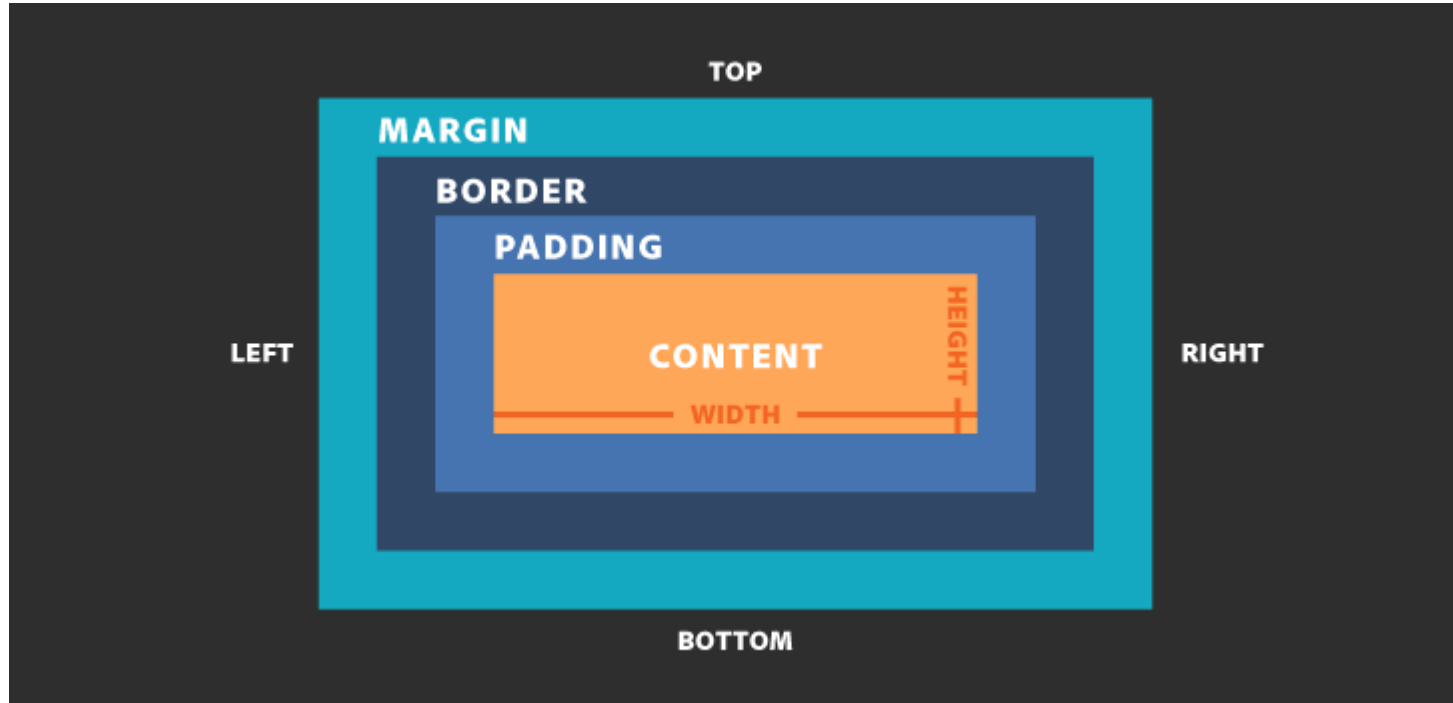 TOP
MARGIN
BORDER
PADDING
HEIGHT
LEFT
CONTENT
RIGHT
WIDTH
BOTTOM